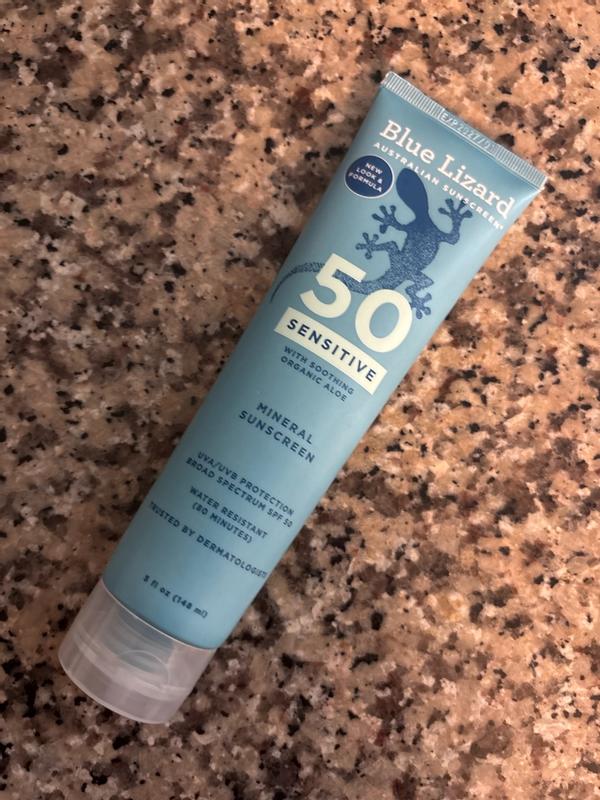 Blue Lizard
AUSTRALIAN SUNSCREEN
NEW
LOOK &
FORMULA
50
SENSITIVE
WITH SOOTHING
ORGANIC ALOE
MINERAL
SUNSCREEN
UVA/UVB PROTECTION
BROAD SPECTRUM SPF 50
WATER RESISTANT
(80 MINUTES)
TRUSTED BY DERMATOLOGISTS
5 fl oz (148 ml)